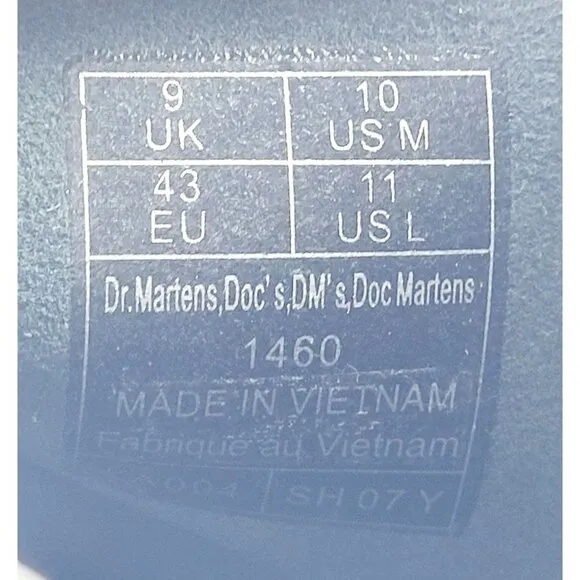 9 10
UK US M
43 11
EU US L
Dr.Martens,Doc's,DM's,Doc Martens
1460
MADE IN VIETNAM
Fabriqué au Vietnam
SH 07 Y